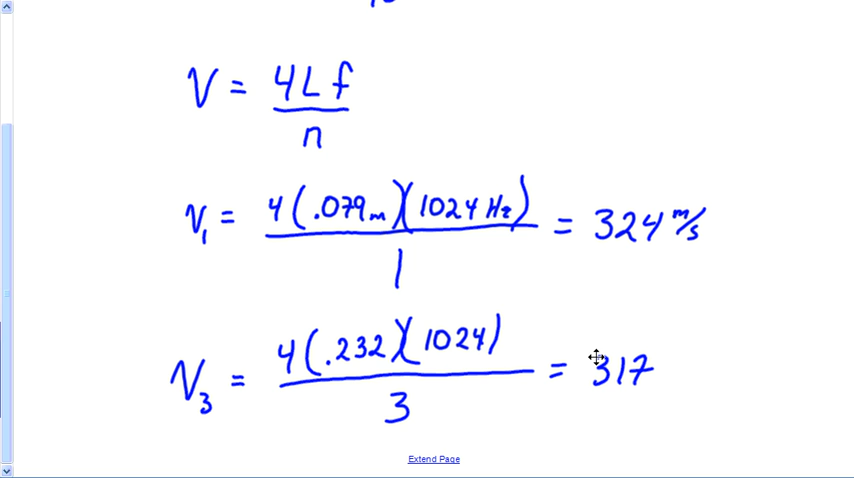 V = 4Lf / n
V₁ = 4(.079m)(1024 Hz) / 1 = 324 m/s
V₃ = 4(.232)(1024) / 3 = 317
Extend Page